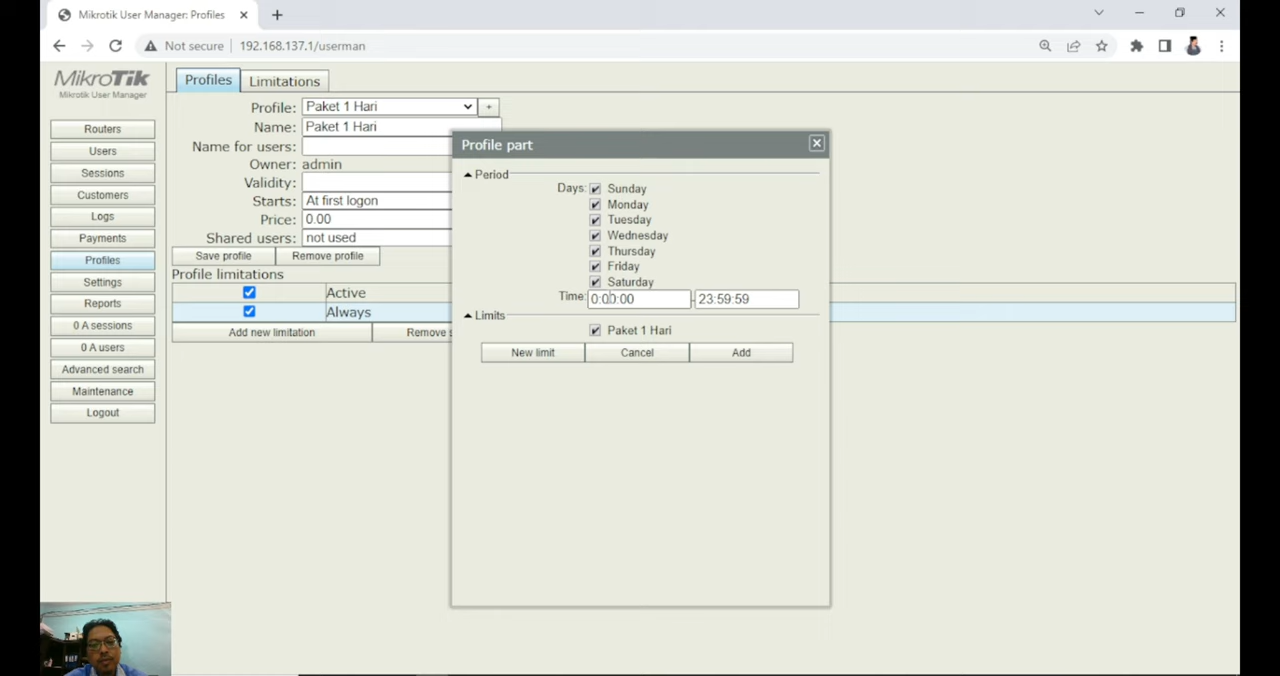 Mikrotik User Manager: Profiles
Not secure 192.168.137.1/userman
MikroTik
Mikrotik User Manager
Routers
Users
Sessions
Customers
Logs
Payments
Profiles
Settings
Reports
0 A sessions
0 A users
Advanced search
Maintenance
Logout
Profiles Limitations
Profile: Paket 1 Hari +
Name: Paket 1 Hari
Name for users:
Owner: admin
Validity:
Starts: At first logon
Price: 0.00
Shared users: not used
Save profile Remove profile
Profile limitations
Active
Always
Add new limitation Remove s
Profile part
Period
Days: Sunday
Monday
Tuesday
Wednesday
Thursday
Friday
Saturday
Time: 0:00:00 - 23:59:59
Limits
Paket 1 Hari
New limit Cancel Add